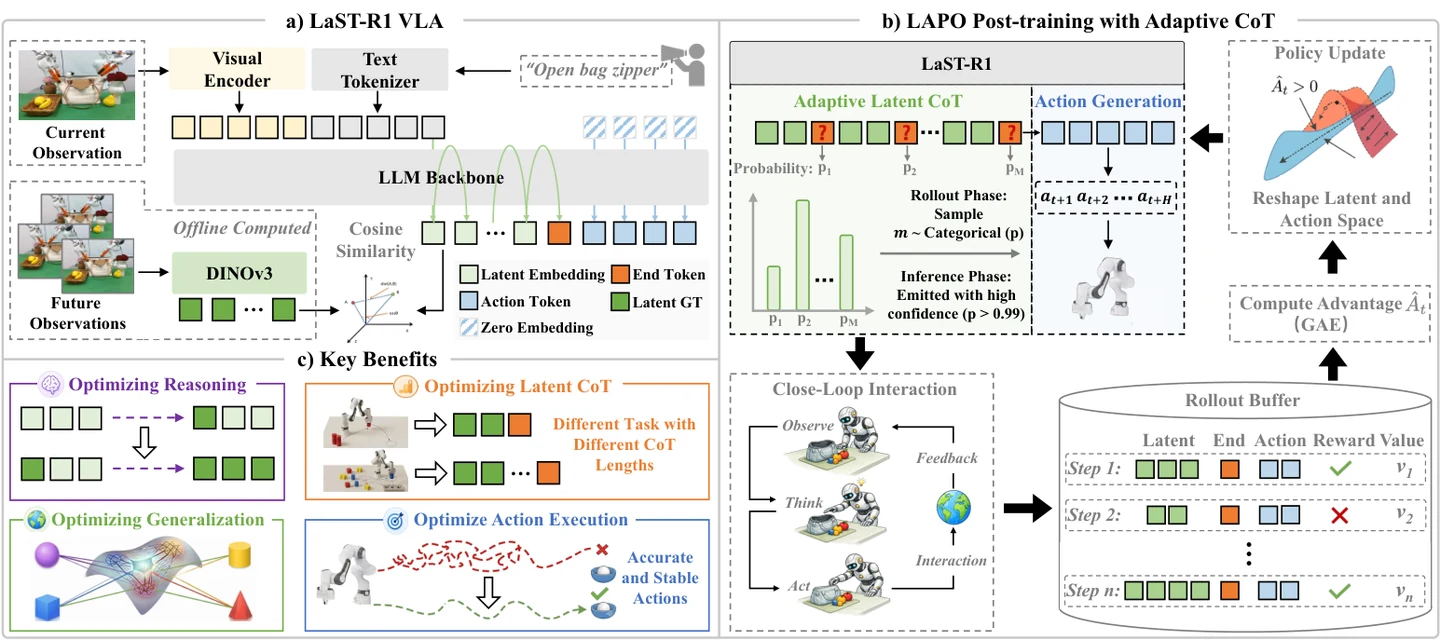 a) LaST-R1 VLA
Visual
Encoder
Text
Tokenizer
“Open bag zipper”
Current
Observation
LLM Backbone
Offline Computed
Cosine
Similarity
DINOv3
Future
Observations
Latent Embedding
End Token
Action Token
Latent GT
Zero Embedding
b) LAPO Post-training with Adaptive CoT
LaST-R1
Adaptive Latent CoT
Action Generation
? ? ... ?
Probability: p1 p2 pM
Rollout Phase:
Sample
m ~ Categorical (p)
Inference Phase:
Emitted with high
confidence (p > 0.99)
p1 p2 ... pM
at+1 at+2 ⋯ at+H
Policy Update
Ât > 0
Reshape Latent and
Action Space
Compute Advantage Ât
(GAE)
Close-Loop Interaction
Observe
Think
Act
Feedback
Interaction
Rollout Buffer
Latent End Action Reward Value
Step 1: v1
Step 2: v2
Step n: vn
c) Key Benefits
Optimizing Reasoning
Optimizing Latent CoT
Different Task with
Different CoT
Lengths
Optimizing Generalization
Optimize Action Execution
Accurate
and Stable
Actions